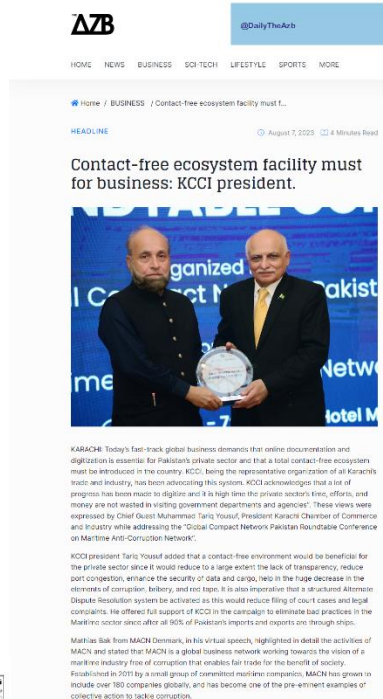 AZB
@DailyTheAzb
HOME NEWS BUSINESS SCI-TECH LIFESTYLE SPORTS MORE
Home / BUSINESS / Contact-free ecosystem facility must f...
HEADLINE
August 7, 2023 4 Minutes Read
Contact-free ecosystem facility must
for business: KCCI president.
ganized
akist
Netw
Hotel M
KARACHI: Today's fast-track global business demands that online documentation and
digitization is essential for Pakistan's private sector and that a total contact-free ecosystem
must be introduced in the country. KCCI, being the representative organization of all Karachi's
trade and industry, has been advocating this system. KCCI acknowledges that a lot of
progress has been made to digitize and it is high time the private sector's time, efforts, and
money are not wasted in visiting government departments and agencies". These views were
expressed by Chief Guest Muhammad Tariq Yousuf, President Karachi Chamber of Commerce
and Industry while addressing the "Global Compact Network Pakistan Roundtable Conference
on Maritime Anti-Corruption Network".
KCCI president Tariq Yousuf added that a contact-free environment would be beneficial for
the private sector since it would reduce to a large extent the lack of transparency, reduce
port congestion, enhance the security of data and cargo, help in the huge decrease in the
elements of corruption, bribery, and red tape. It is also imperative that a structured Alternate
Dispute Resolution system be activated as this would reduce filing of court cases and legal
complaints. He offered full support of KCCI in the campaign to eliminate bad practices in the
Maritime sector since after all 90% of Pakistan's imports and exports are through ships.
Mathias Bak from MACN Denmark, in his virtual speech, highlighted in detail the activities of
MACN and stated that MACN is a global business network working towards the vision of a
maritime industry free of corruption that enables fair trade for the benefit of society.
Established in 2011 by a small group of committed maritime companies, MACN has grown to
include over 180 companies globally, and has become one of the pre-eminent examples of
collective action to tackle corruption.